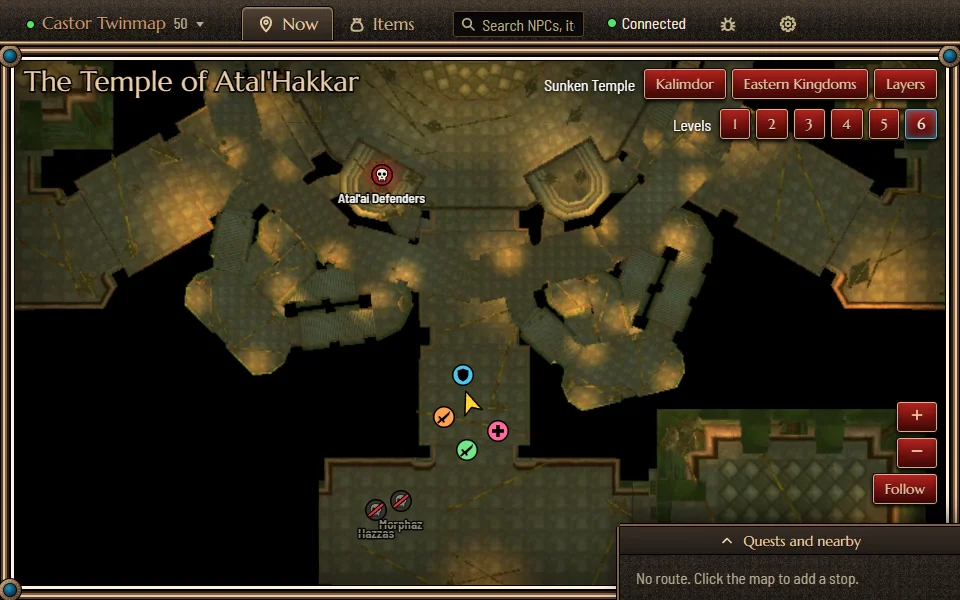 Castor Twinmap 50
Now
Items
Search NPCs, it
Connected
The Temple of Atal'Hakkar
Sunken Temple
Kalimdor
Eastern Kingdoms
Layers
Levels
1
2
3
4
5
6
Atal'ai Defenders
Morphaz
Hazzas
+
−
Follow
Quests and nearby
No route. Click the map to add a stop.